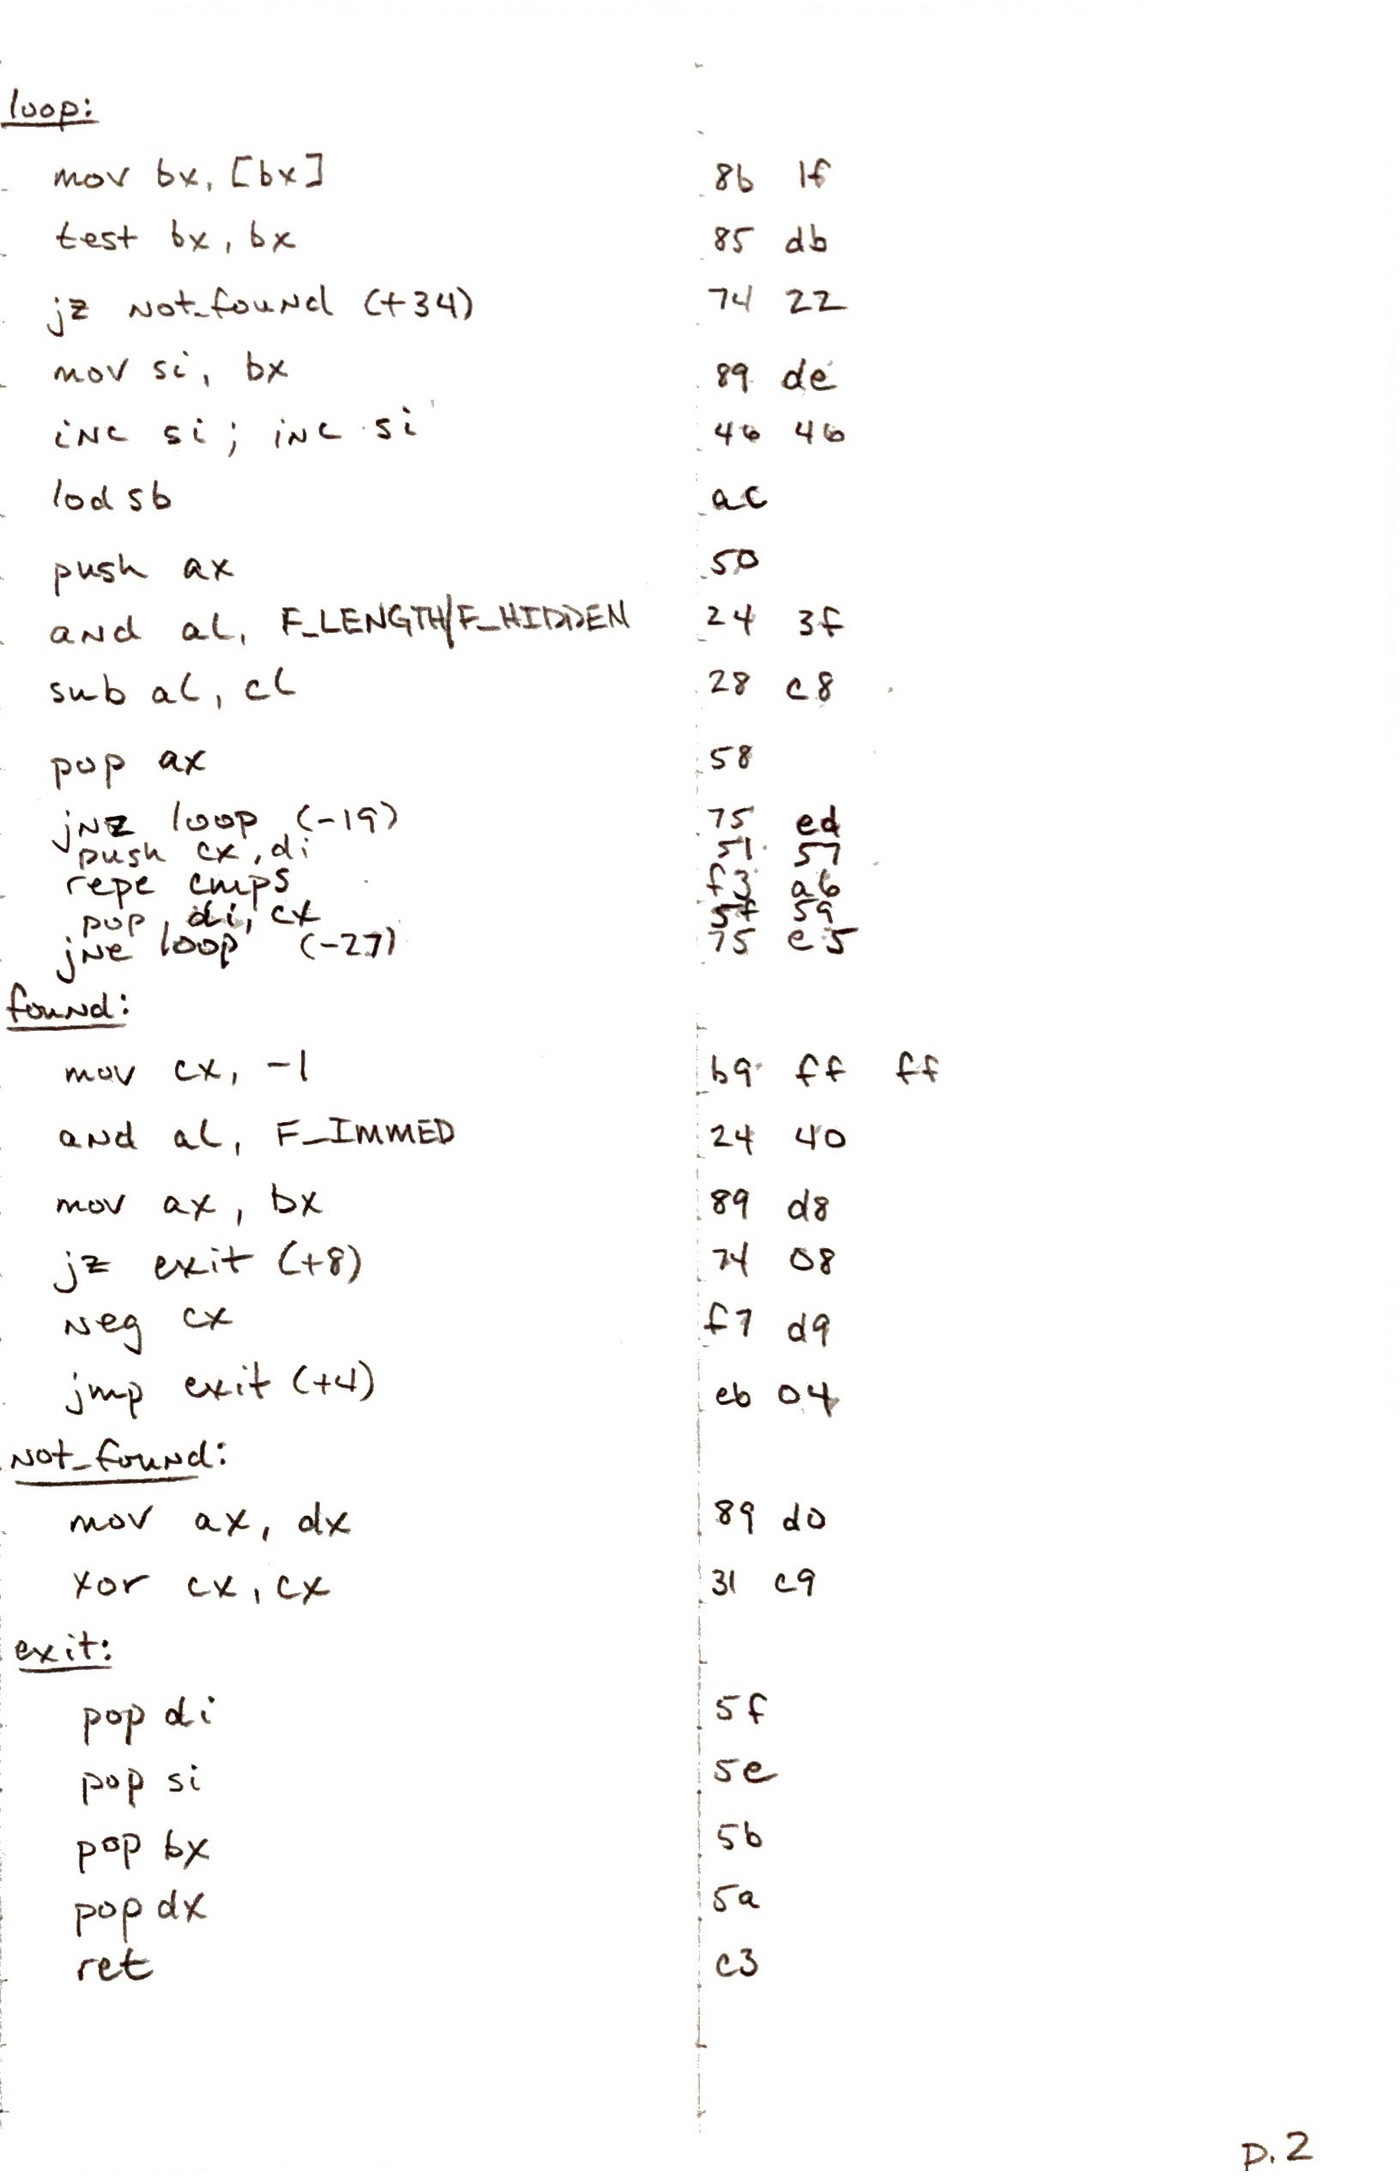 loop:
mov bx, [bx] 8b 1f
test bx, bx 85 db
jz not_found (+34) 74 22
mov si, bx 89 de
inc si; inc si 46 46
lodsb ac
push ax 50
and al, F_LENGTH|F_HIDDEN 24 3f
sub al, cl 28 c8
pop ax 58
jnz loop (-19) 75 ed
push cx, di 51 57
repe cmps f3 a6
pop di, cx 5f 59
jne loop (-27) 75 e5
found:
mov cx, -1 b9 ff ff
and al, F_IMMED 24 40
mov ax, bx 89 d8
jz exit (+8) 74 08
neg cx f7 d9
jmp exit (+4) eb 04
not_found:
mov ax, dx 89 d0
xor cx, cx 31 c9
exit:
pop di 5f
pop si 5e
pop bx 5b
pop dx 5a
ret c3
p.2